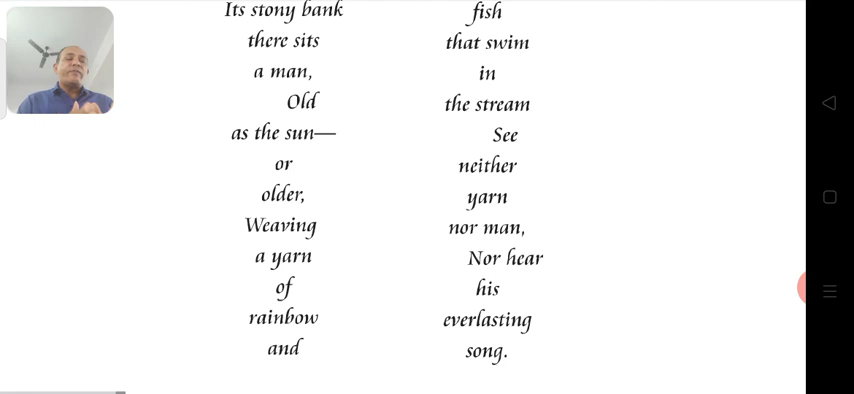 Its stony bank
there sits
a man,
Old
as the sun—
or
older,
Weaving
a yarn
of
rainbow
and
fish
that swim
in
the stream
See
neither
yarn
nor man,
Nor hear
his
everlasting
song.